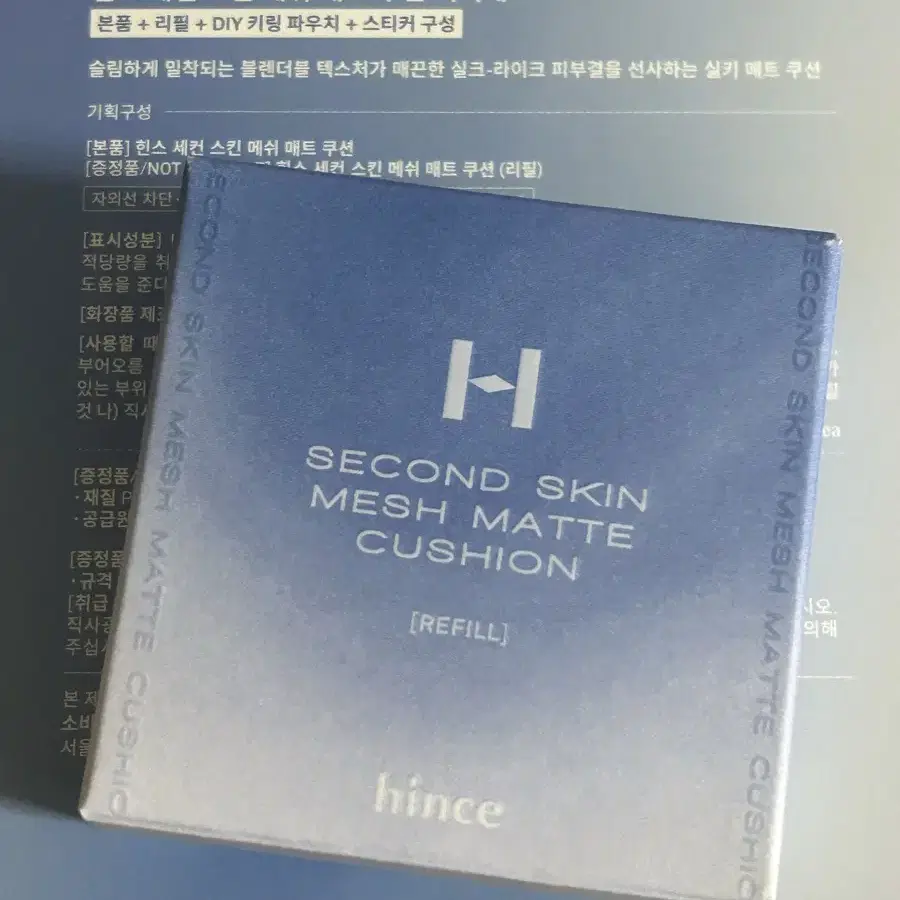 본품 + 리필 + DIY 키링 파우치 + 스티커 구성
슬림하게 밀착되는 블렌더블 텍스처가 매끈한 실크-라이크 피부결을 선사하는 실키 매트 쿠션
기획구성
[본품] 힌스 세컨 스킨 메쉬 매트 쿠션
[증정품/NOT 힌스 세컨 스킨 메쉬 매트 쿠션 (리필)
자외선 차단·
[표시성분]
적당량을 취
도움을 준다
[화장품 제조
[사용할 때
부어오름
있는 부위
것 나) 직사
[증정품/
·재질 P
·공급원
[증정품
·규격
[취급
직사광
주십시
시오.
의해
본 제
소비
서울
SECOND SKIN MESH MATTE CUSHIO
H
SECOND SKIN
MESH MATTE
CUSHION
[REFILL]
hince
SECOND SKIN MESH MATTE CUSHIO